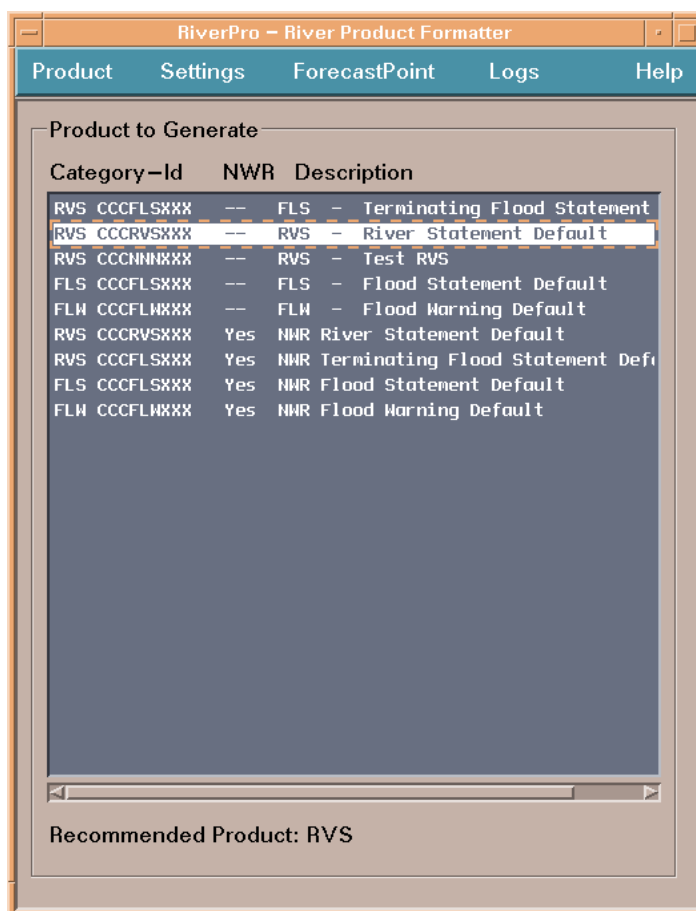 RiverPro – River Product Formatter
Product Settings ForecastPoint Logs Help
Product to Generate
Category–Id NWR Description
RVS CCCFLSXXX -- FLS - Terminating Flood Statement
RVS CCCRVSXXX -- RVS - River Statement Default
RVS CCCNNNXXX -- RVS - Test RVS
FLS CCCFLSXXX -- FLS - Flood Statement Default
FLW CCCFLWXXX -- FLW - Flood Warning Default
RVS CCCRVSXXX Yes NWR River Statement Default
RVS CCCFLSXXX Yes NWR Terminating Flood Statement Def
FLS CCCFLSXXX Yes NWR Flood Statement Default
FLW CCCFLWXXX Yes NWR Flood Warning Default
Recommended Product: RVS